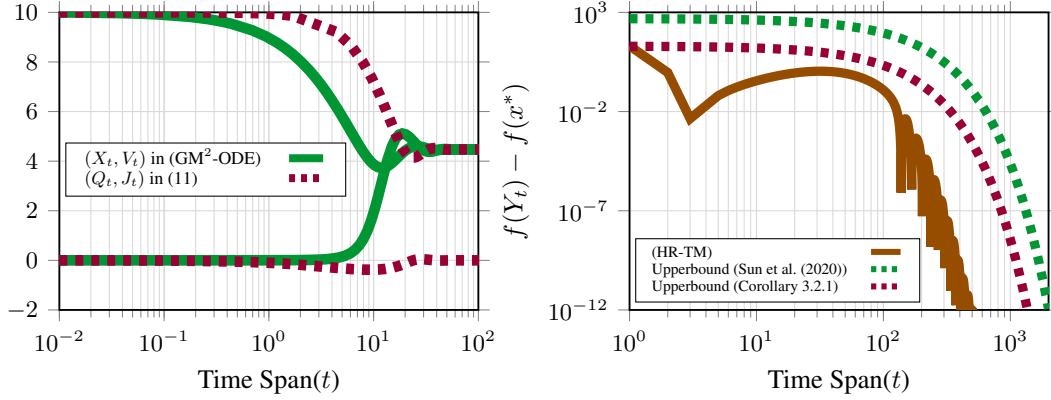 10
8
6
4
2
0
−2
10^−2
10^−1
10^0
10^1
10^2
Time Span(t)
(X_t, V_t) in (GM²-ODE)
(Q_t, J_t) in (11)
f(Y_t) − f(x*)
10^3
10^−2
10^−7
10^−12
10^0
10^1
10^2
10^3
Time Span(t)
(HR-TM)
Upperbound (Sun et al. (2020))
Upperbound (Corollary 3.2.1)